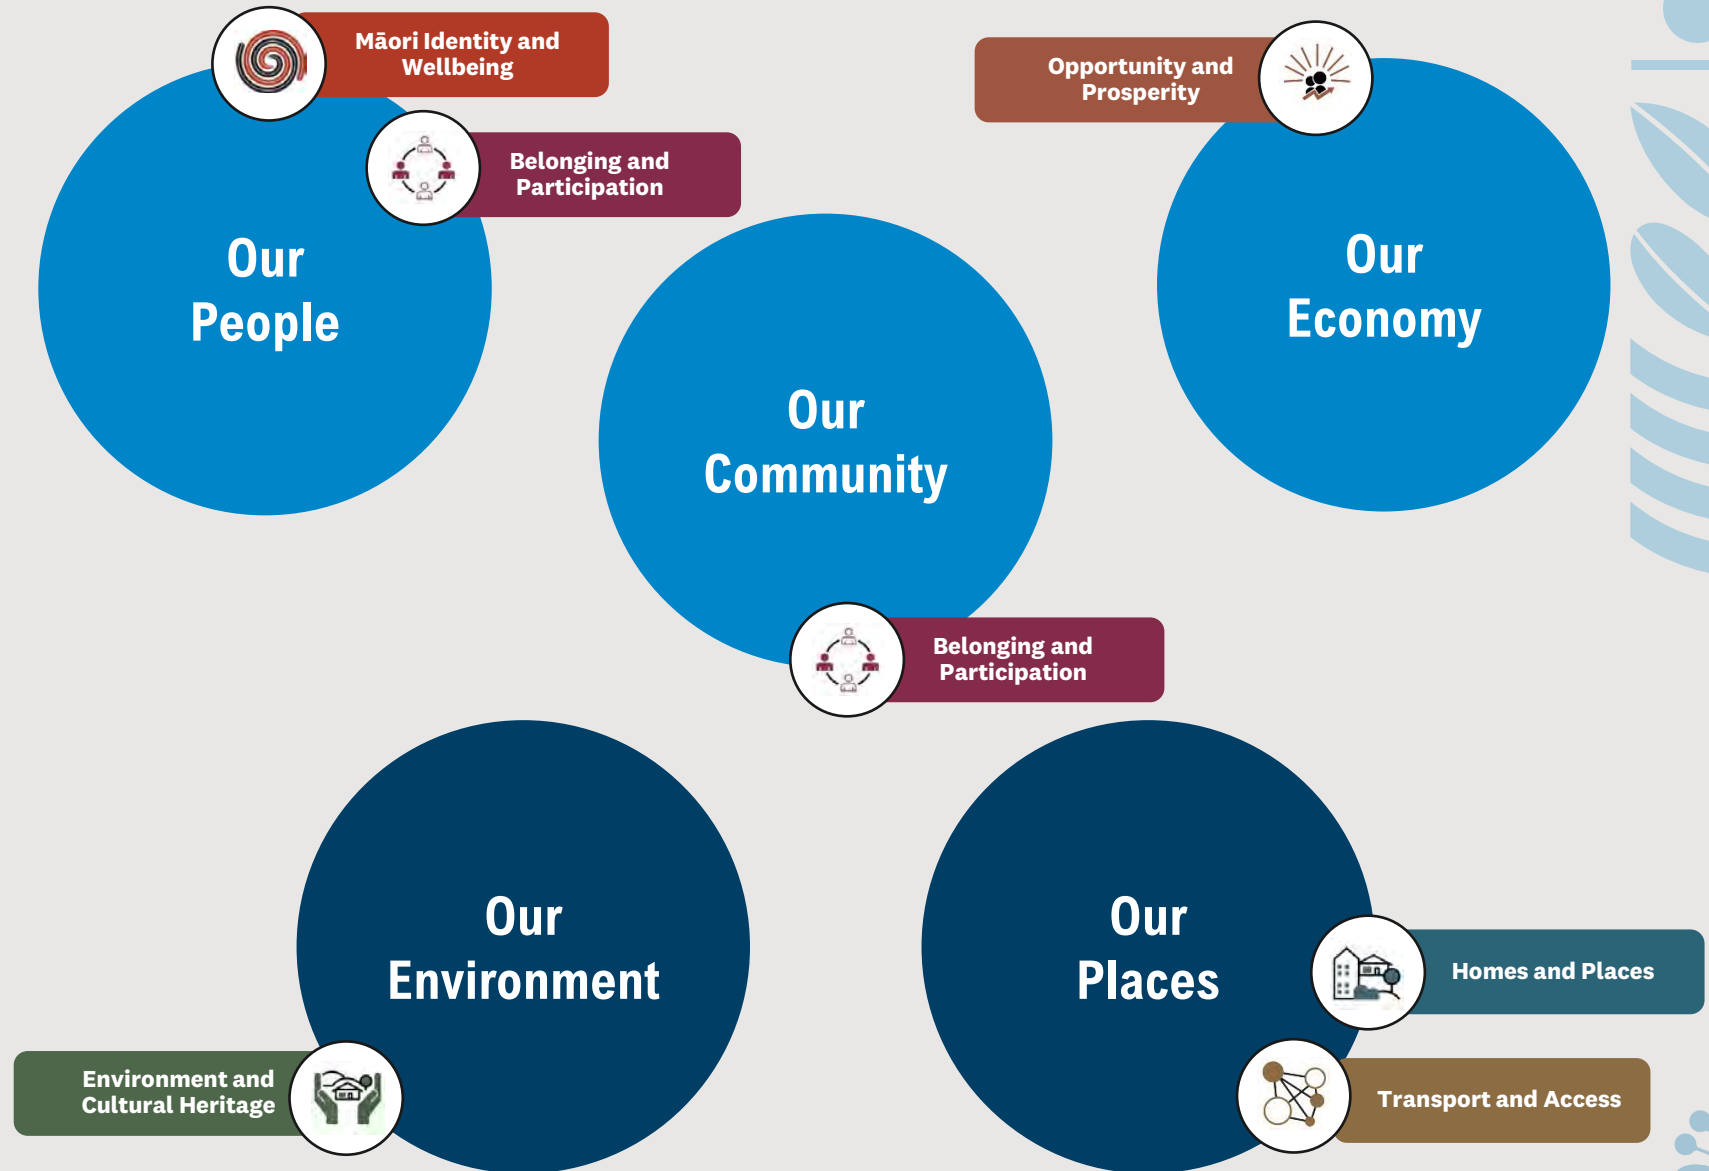 Māori Identity and
Wellbeing
Belonging and
Participation
Our
People
Opportunity and
Prosperity
Our
Economy
Our
Community
Belonging and
Participation
Our
Environment
Environment and
Cultural Heritage
Our
Places
Homes and Places
Transport and Access